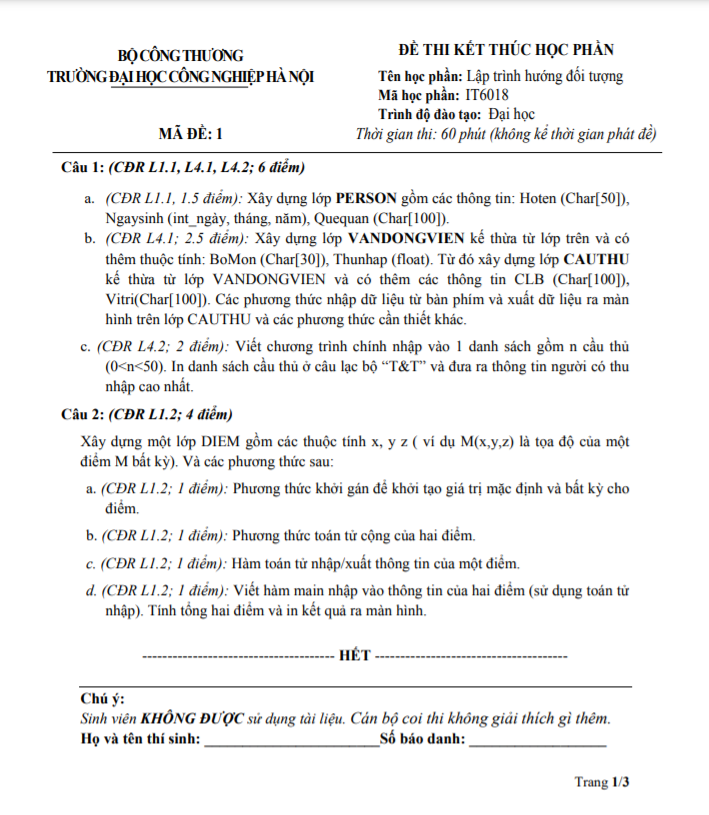 BỘ CÔNG THƯƠNG
TRƯỜNG ĐẠI HỌC CÔNG NGHIỆP HÀ NỘI
MÃ ĐỀ: 1
ĐỀ THI KẾT THÚC HỌC PHẦN
Tên học phần: Lập trình hướng đối tượng
Mã học phần: IT6018
Trình độ đào tạo: Đại học
Thời gian thi: 60 phút (không kể thời gian phát đề)
Câu 1: (CĐR L1.1, L4.1, L4.2; 6 điểm)
a. (CĐR L1.1, 1.5 điểm): Xây dựng lớp PERSON gồm các thông tin: Hoten (Char[50]),
Ngaysinh (int_ngày, tháng, năm), Quequan (Char[100]).
b. (CĐR L4.1; 2.5 điểm): Xây dựng lớp VANDONGVIEN kế thừa từ lớp trên và có
thêm thuộc tính: BoMon (Char[30]), Thunhap (float). Từ đó xây dựng lớp CAUTHU
kế thừa từ lớp VANDONGVIEN và có thêm các thông tin CLB (Char[100]),
Vitri(Char[100]). Các phương thức nhập dữ liệu từ bàn phím và xuất dữ liệu ra màn
hình trên lớp CAUTHU và các phương thức cần thiết khác.
c. (CĐR L4.2; 2 điểm): Viết chương trình chính nhập vào 1 danh sách gồm n cầu thủ
(0<n<50). In danh sách cầu thủ ở câu lạc bộ “T&T” và đưa ra thông tin người có thu
nhập cao nhất.
Câu 2: (CĐR L1.2; 4 điểm)
Xây dựng một lớp DIEM gồm các thuộc tính x, y z ( ví dụ M(x,y,z) là tọa độ của một
điểm M bất kỳ). Và các phương thức sau:
a. (CĐR L1.2; 1 điểm): Phương thức khởi gán để khởi tạo giá trị mặc định và bất kỳ cho
điểm.
b. (CĐR L1.2; 1 điểm): Phương thức toán tử cộng của hai điểm.
c. (CĐR L1.2; 1 điểm): Hàm toán tử nhập/xuất thông tin của một điểm.
d. (CĐR L1.2; 1 điểm): Viết hàm main nhập vào thông tin của hai điểm (sử dụng toán tử
nhập). Tính tổng hai điểm và in kết quả ra màn hình.
-------------------------------------- HẾT --------------------------------------
Chú ý:
Sinh viên KHÔNG ĐƯỢC sử dụng tài liệu. Cán bộ coi thi không giải thích gì thêm.
Họ và tên thí sinh: _______________________Số báo danh: __________________
Trang 1/3